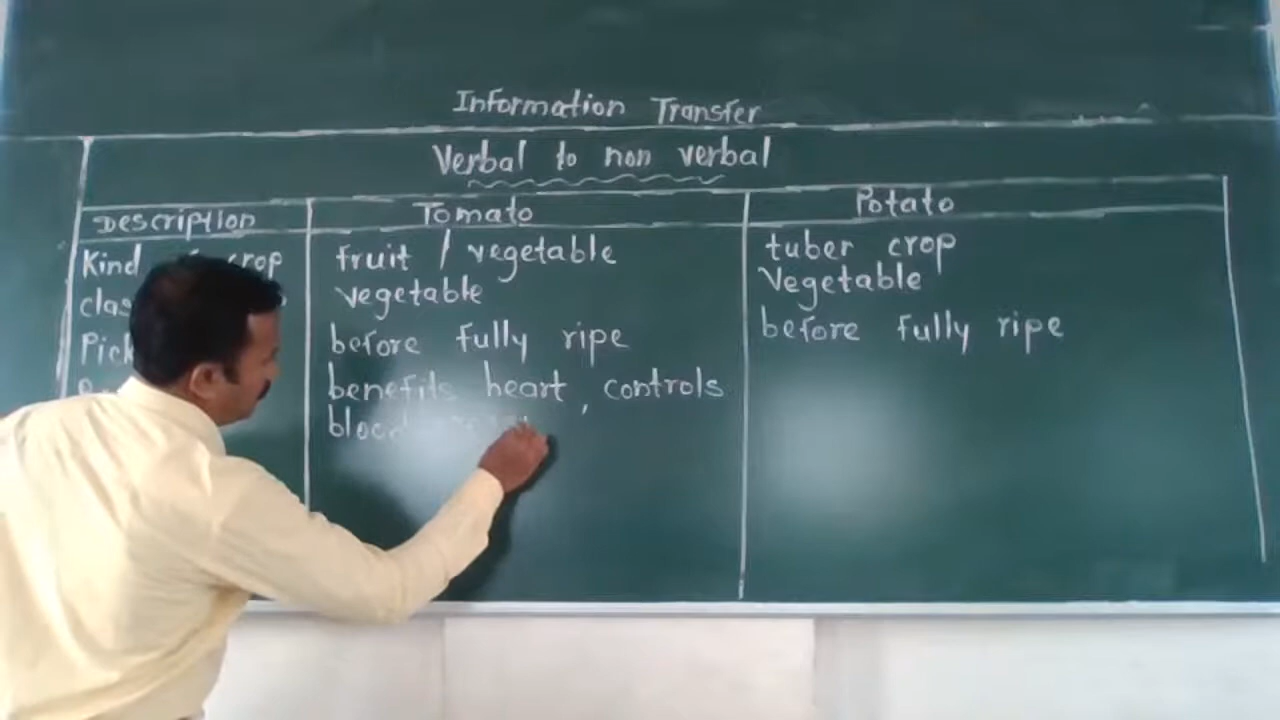 Information Transfer
Verbal to non verbal
Description Tomato Potato
Kind crop fruit / vegetable tuber crop
vegetable Vegetable
before fully ripe before fully ripe
benefits heart, controls